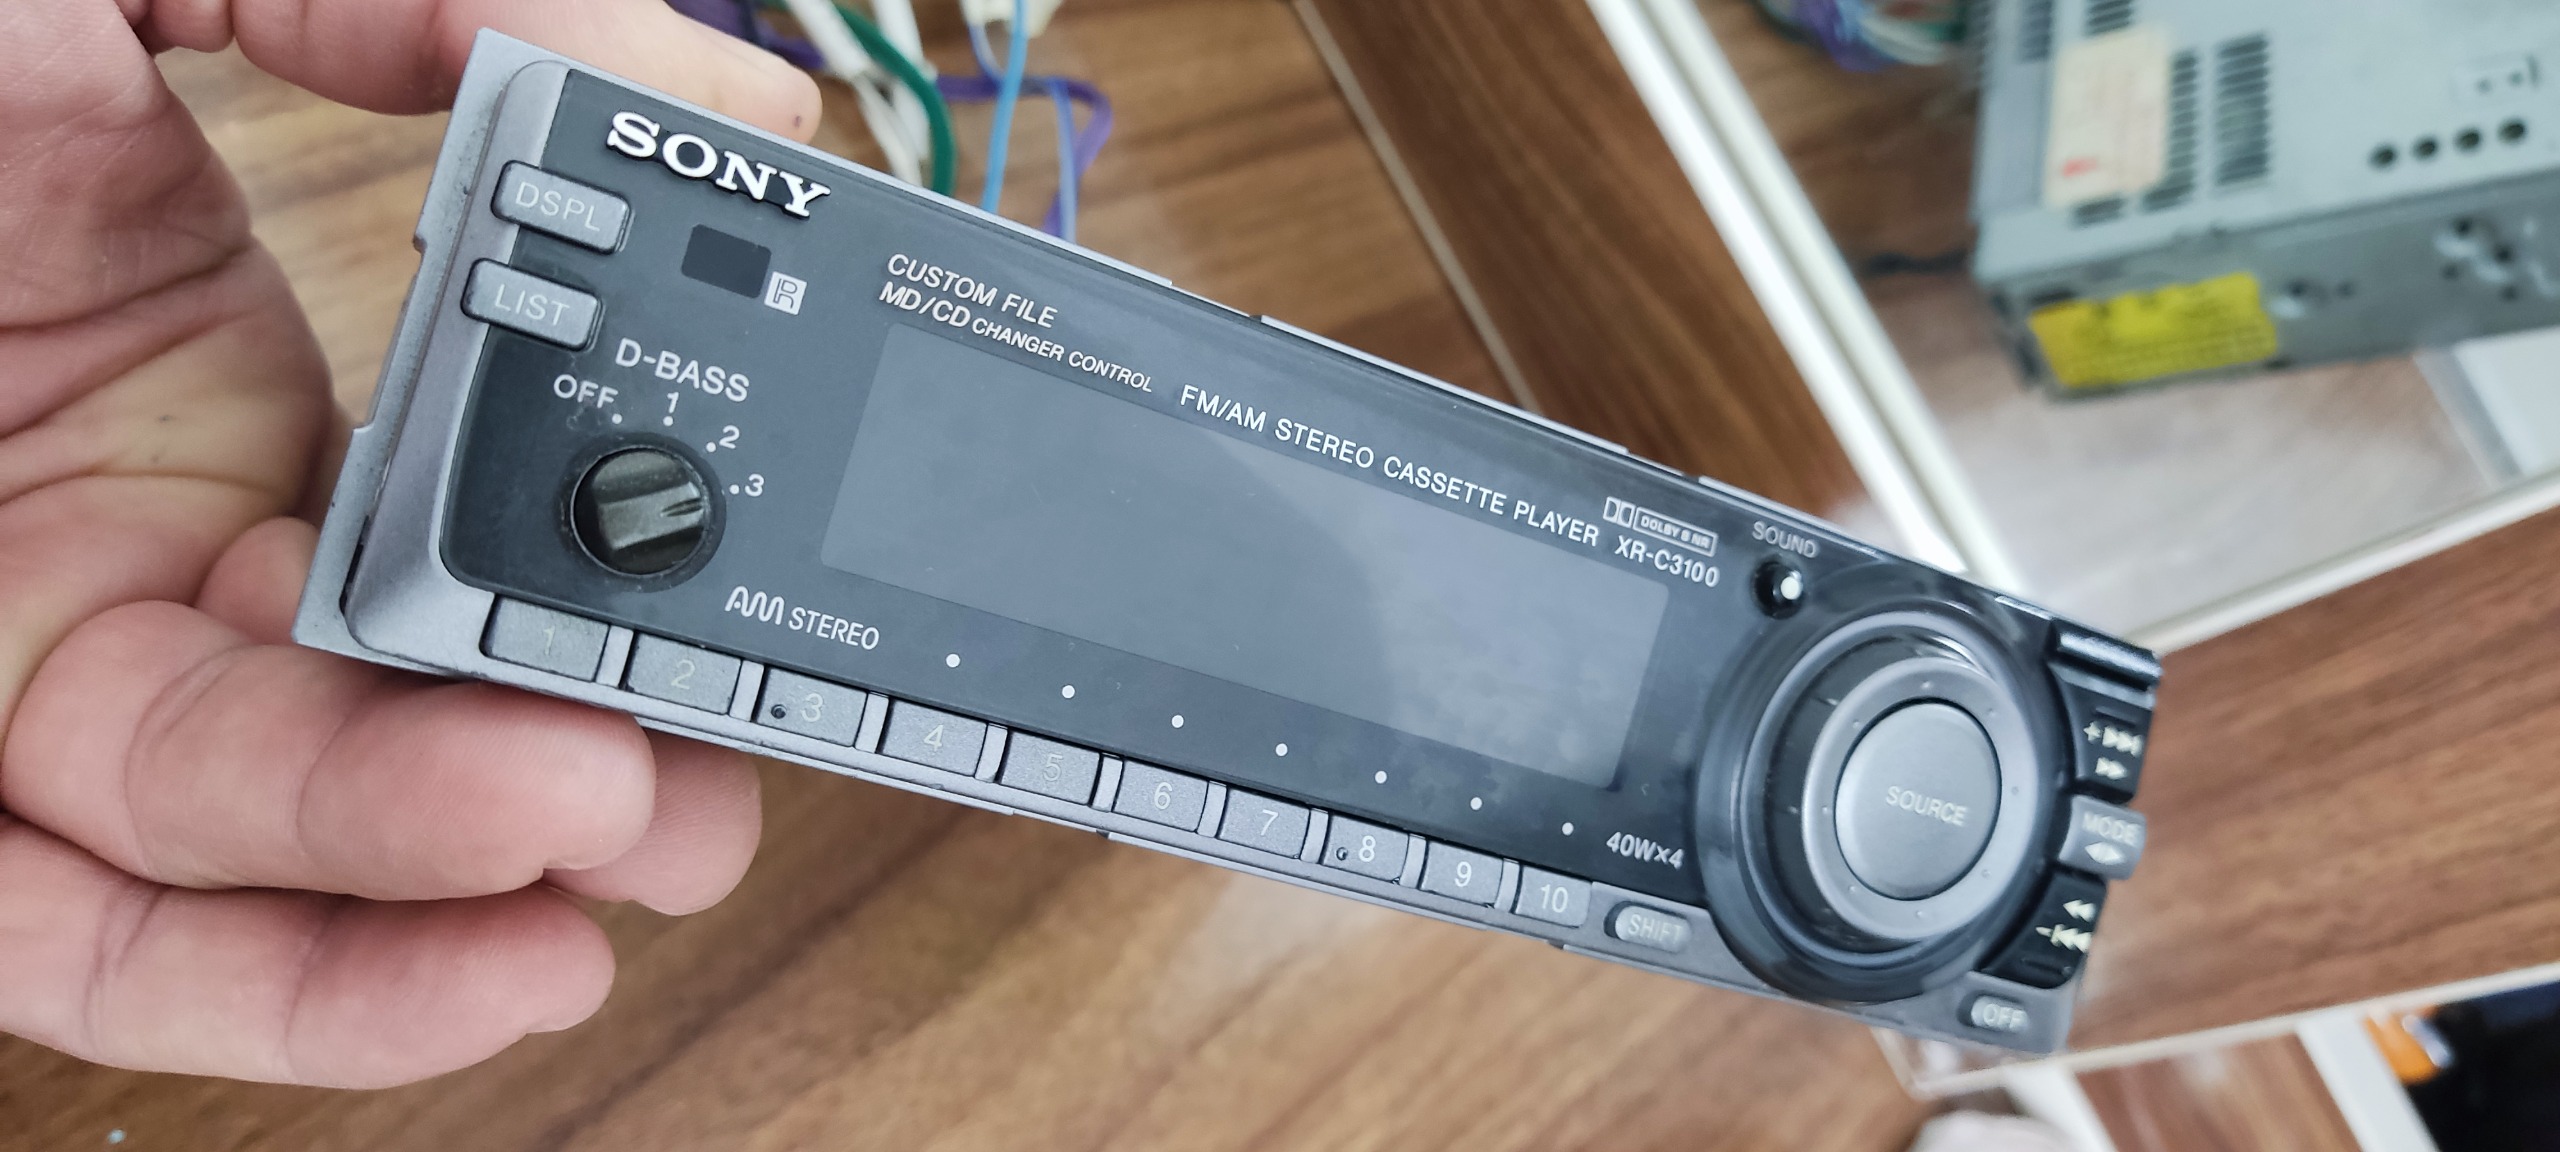 SONY
DSPL
LIST
R
CUSTOM FILE
MD/CD CHANGER CONTROL
FM/AM STEREO CASSETTE PLAYER
DOLBY B NR
XR-C3100
SOUND
D-BASS
OFF 1 2 3
AM STEREO
40W×4
SOURCE
MODE
1 2 3 4 5 6 7 8 9 10
SHIFT
OFF